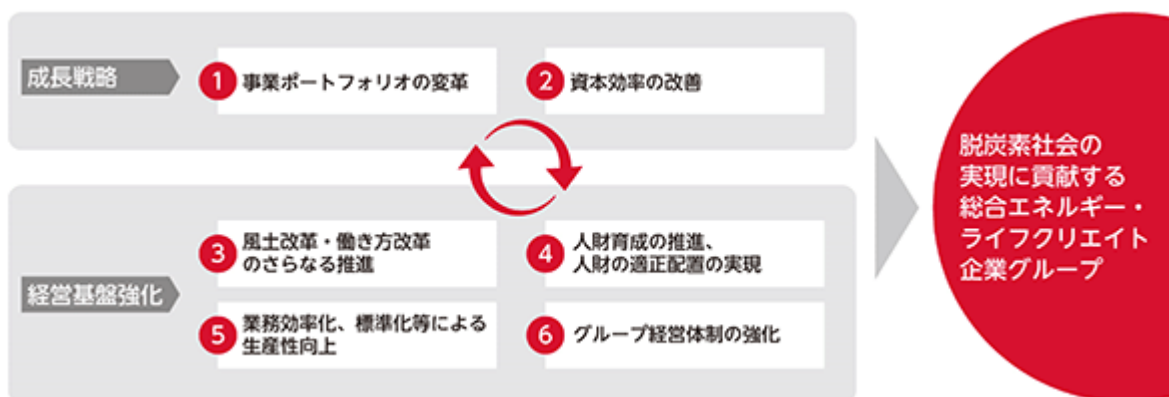 成長戦略
1 事業ポートフォリオの変革
2 資本効率の改善
経営基盤強化
3 風土改革・働き方改革
のさらなる推進
4 人財育成の推進、
人財の適正配置の実現
5 業務効率化、標準化等による
生産性向上
6 グループ経営体制の強化
脱炭素社会の
実現に貢献する
総合エネルギー・
ライフクリエイト
企業グループ